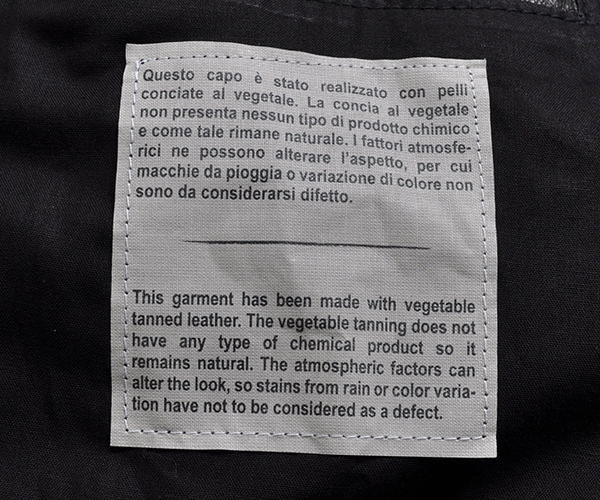 Questo capo è stato realizzato con pelli
conciate al vegetale. La concia al vegetale
non presenta nessun tipo di prodotto chimico
e come tale rimane naturale. I fattori atmosfe-
rici ne possono alterare l'aspetto, per cui
macchie da pioggia o variazione di colore non
sono da considerarsi difetto.
This garment has been made with vegetable
tanned leather. The vegetable tanning does not
have any type of chemical product so it
remains natural. The atmospheric factors can
alter the look, so stains from rain or color varia-
tion have not to be considered as a defect.